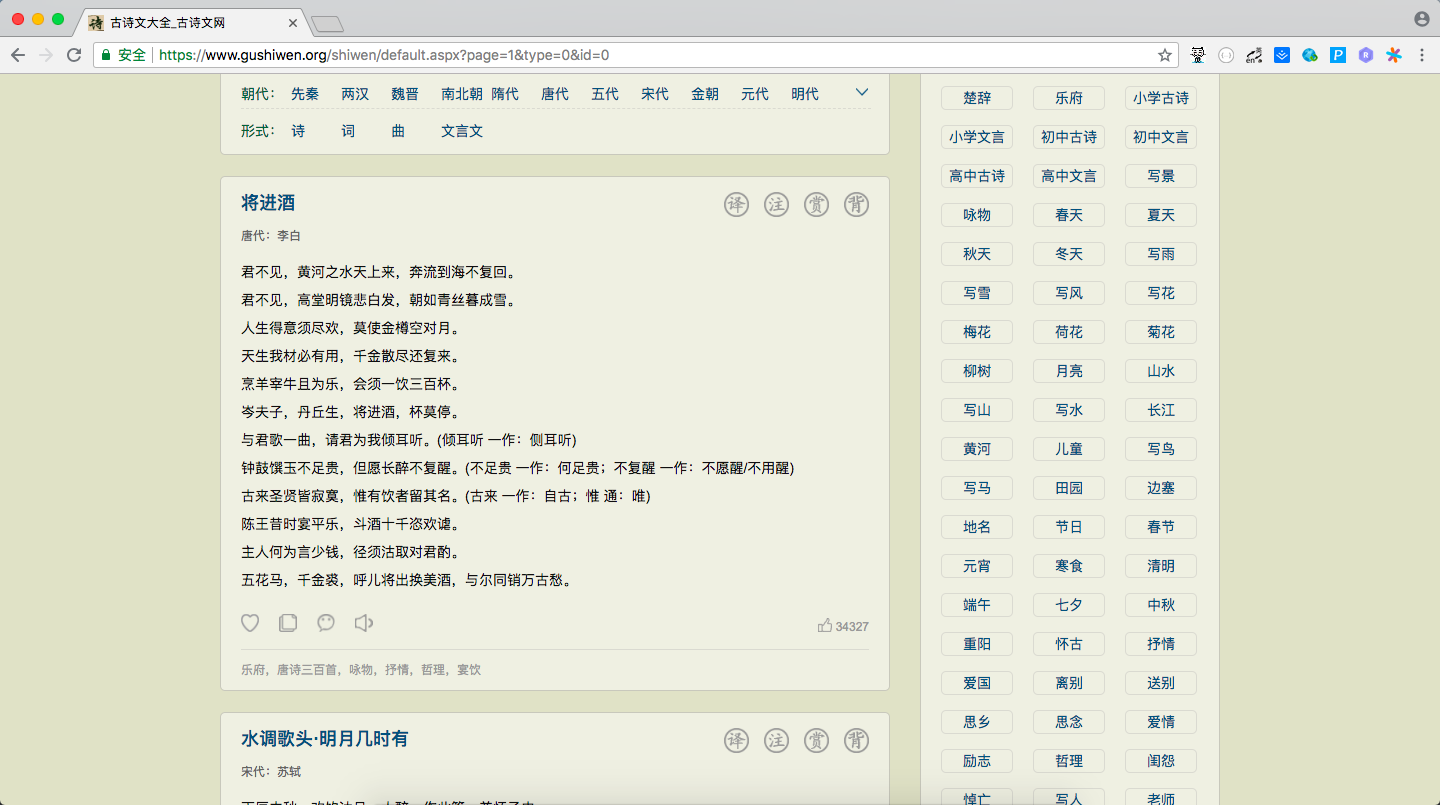 古诗文大全_古诗文网
安全 https://www.gushiwen.org/shiwen/default.aspx?page=1&type=0&id=0
朝代： 先秦 两汉 魏晋 南北朝 隋代 唐代 五代 宋代 金朝 元代 明代
形式： 诗 词 曲 文言文
将进酒
译 注 赏 背
唐代：李白
君不见，黄河之水天上来，奔流到海不复回。
君不见，高堂明镜悲白发，朝如青丝暮成雪。
人生得意须尽欢，莫使金樽空对月。
天生我材必有用，千金散尽还复来。
烹羊宰牛且为乐，会须一饮三百杯。
岑夫子，丹丘生，将进酒，杯莫停。
与君歌一曲，请君为我倾耳听。(倾耳听 一作：侧耳听)
钟鼓馔玉不足贵，但愿长醉不复醒。(不足贵 一作：何足贵；不复醒 一作：不愿醒/不用醒)
古来圣贤皆寂寞，惟有饮者留其名。(古来 一作：自古；惟 通：唯)
陈王昔时宴平乐，斗酒十千恣欢谑。
主人何为言少钱，径须沽取对君酌。
五花马，千金裘，呼儿将出换美酒，与尔同销万古愁。
34327
乐府，唐诗三百首，咏物，抒情，哲理，宴饮
水调歌头·明月几时有
译 注 赏 背
宋代：苏轼
楚辞 乐府 小学古诗
小学文言 初中古诗 初中文言
高中古诗 高中文言 写景
咏物 春天 夏天
秋天 冬天 写雨
写雪 写风 写花
梅花 荷花 菊花
柳树 月亮 山水
写山 写水 长江
黄河 儿童 写鸟
写马 田园 边塞
地名 节日 春节
元宵 寒食 清明
端午 七夕 中秋
重阳 怀古 抒情
爱国 离别 送别
思乡 思念 爱情
励志 哲理 闺怨
悼亡 写人 老师